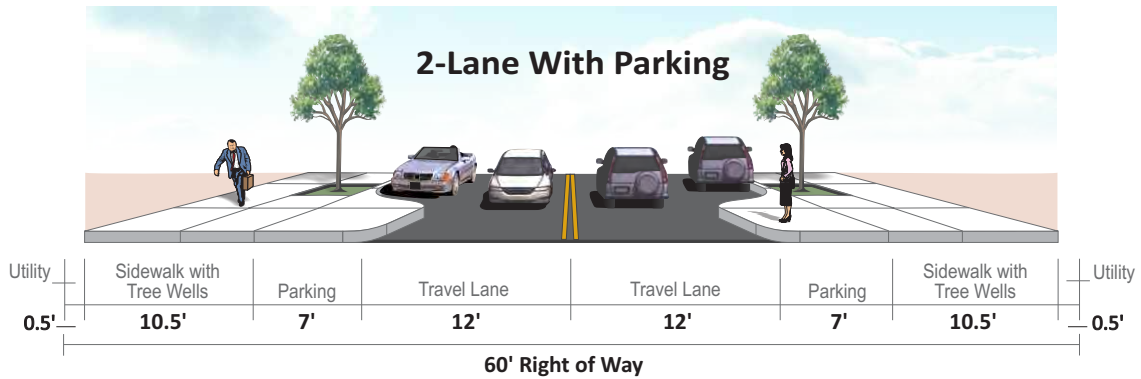 2-Lane With Parking
Utility
Sidewalk with
Tree Wells
Parking
Travel Lane
Travel Lane
Parking
Sidewalk with
Tree Wells
Utility
0.5'
10.5'
7'
12'
12'
7'
10.5'
0.5'
60' Right of Way